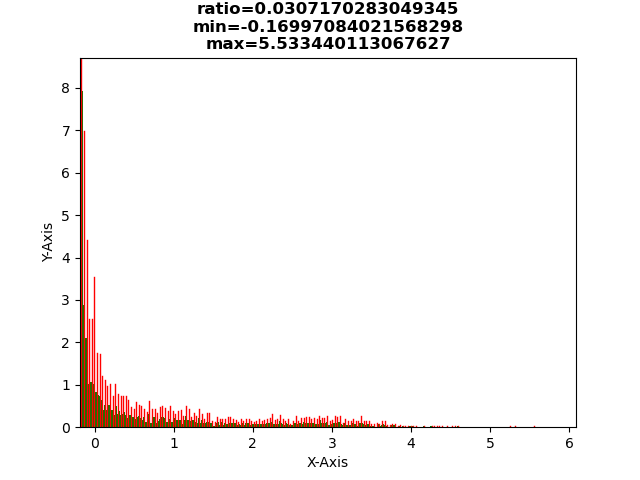 ratio=0.0307170283049345
min=-0.16997084021568298
max=5.533440113067627
8
7
6
5
4
3
2
1
0
Y-Axis
0 1 2 3 4 5 6
X-Axis